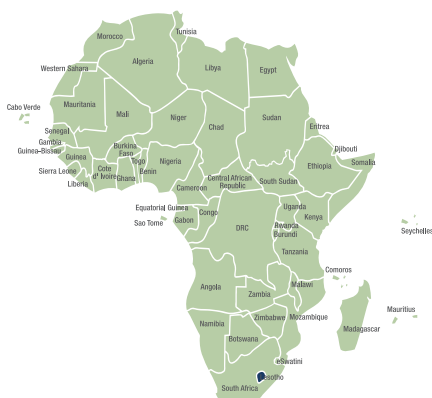 Tunisia
Morocco
Algeria
Libya
Egypt
Western Sahara
Mauritania
Cabo Verde
Mali
Niger
Chad
Sudan
Eritrea
Senegal
Gambia
Guinea-Bissau
Guinea
Sierra Leone
Liberia
Cote
d' Ivoire
Burkina
Faso
Ghana
Togo
Benin
Nigeria
Djibouti
Somalia
Ethiopia
Central African
Republic
South Sudan
Cameroon
Equatorial Guinea
Sao Tome
Gabon
Congo
DRC
Uganda
Kenya
Rwanda
Burundi
Tanzania
Seychelles
Comoros
Angola
Zambia
Malawi
Mozambique
Zimbabwe
Namibia
Botswana
Madagascar
Mauritius
eSwatini
Lesotho
South Africa